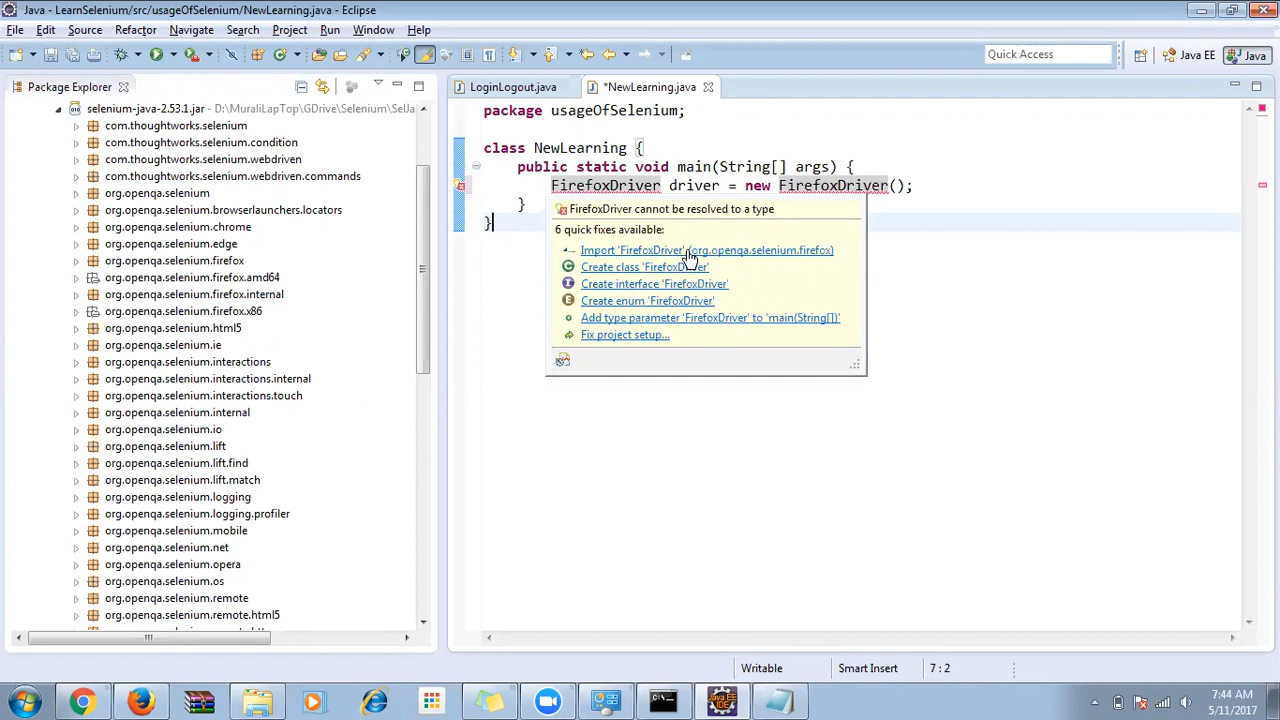 Java - LearnSelenium/src/usageOfSelenium/NewLearning.java - Eclipse
File Edit Source Refactor Navigate Search Project Run Window Help
Quick Access
Java EE
Java
Package Explorer
selenium-java-2.53.1.jar - D:\MuraliLapTop\GDrive\Selenium\SelJa
com.thoughtworks.selenium
com.thoughtworks.selenium.condition
com.thoughtworks.selenium.webdriven
com.thoughtworks.selenium.webdriven.commands
org.openqa.selenium
org.openqa.selenium.browserlaunchers.locators
org.openqa.selenium.chrome
org.openqa.selenium.edge
org.openqa.selenium.firefox
org.openqa.selenium.firefox.amd64
org.openqa.selenium.firefox.internal
org.openqa.selenium.firefox.x86
org.openqa.selenium.html5
org.openqa.selenium.ie
org.openqa.selenium.interactions
org.openqa.selenium.interactions.internal
org.openqa.selenium.interactions.touch
org.openqa.selenium.internal
org.openqa.selenium.io
org.openqa.selenium.lift
org.openqa.selenium.lift.find
org.openqa.selenium.lift.match
org.openqa.selenium.logging
org.openqa.selenium.logging.profiler
org.openqa.selenium.mobile
org.openqa.selenium.net
org.openqa.selenium.opera
org.openqa.selenium.os
org.openqa.selenium.remote
org.openqa.selenium.remote.html5
LoginLogout.java
*NewLearning.java
package usageOfSelenium;
class NewLearning {
public static void main(String[] args) {
FirefoxDriver driver = new FirefoxDriver();
}
}
FirefoxDriver cannot be resolved to a type
6 quick fixes available:
Import 'FirefoxDriver' (org.openqa.selenium.firefox)
Create class 'FirefoxDriver'
Create interface 'FirefoxDriver'
Create enum 'FirefoxDriver'
Add type parameter 'FirefoxDriver' to 'main(String[])'
Fix project setup...
Writable
Smart Insert
7 : 2
Java EE
IDE
7:44 AM
5/11/2017